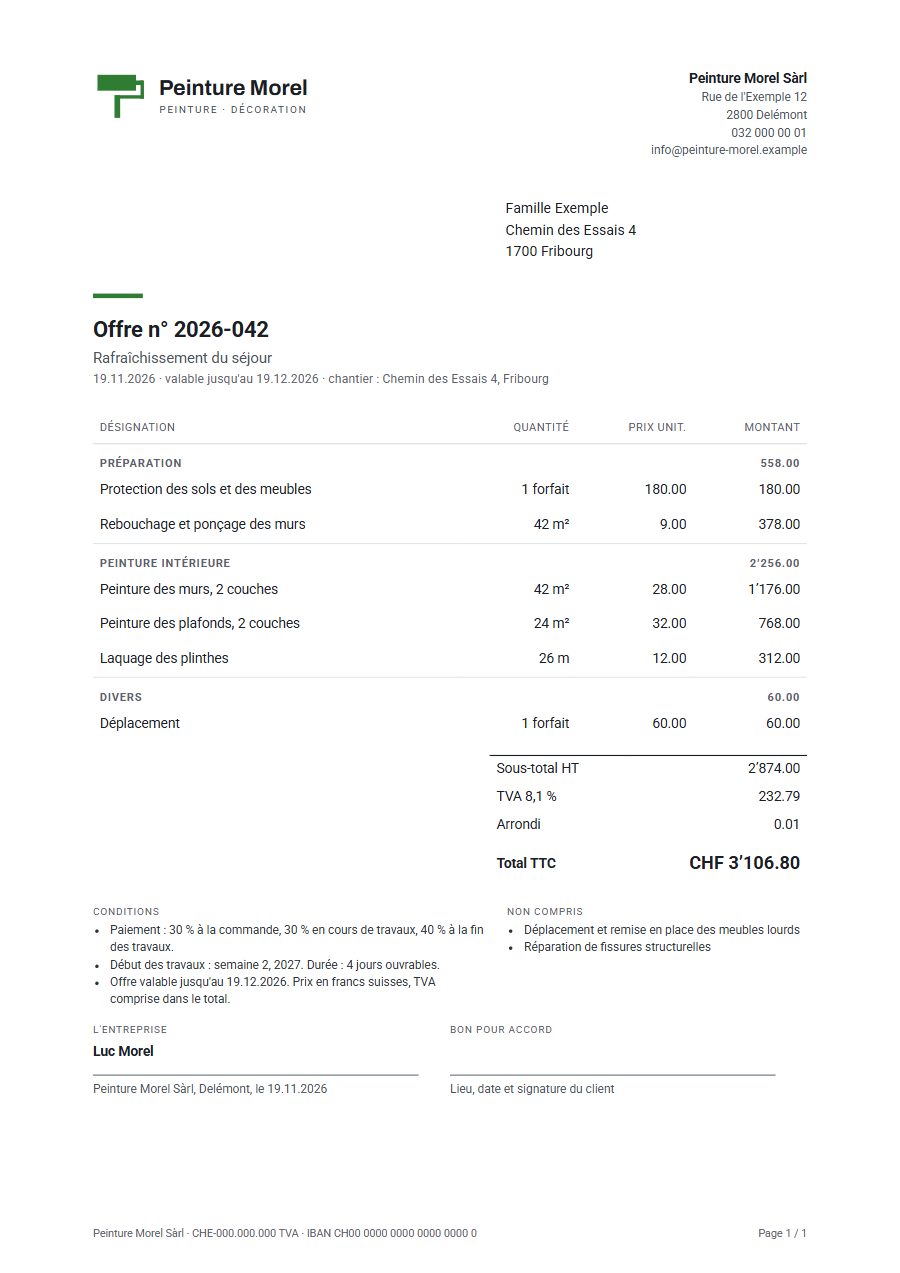 Peinture Morel
PEINTURE · DÉCORATION
Peinture Morel Sàrl
Rue de l'Exemple 12
2800 Delémont
032 000 00 01
info@peinture-morel.example
Famille Exemple
Chemin des Essais 4
1700 Fribourg
Offre n° 2026-042
Rafraîchissement du séjour
19.11.2026 · valable jusqu'au 19.12.2026 · chantier : Chemin des Essais 4, Fribourg
DÉSIGNATION QUANTITÉ PRIX UNIT. MONTANT
PRÉPARATION 558.00
Protection des sols et des meubles 1 forfait 180.00 180.00
Rebouchage et ponçage des murs 42 m² 9.00 378.00
PEINTURE INTÉRIEURE 2’256.00
Peinture des murs, 2 couches 42 m² 28.00 1’176.00
Peinture des plafonds, 2 couches 24 m² 32.00 768.00
Laquage des plinthes 26 m 12.00 312.00
DIVERS 60.00
Déplacement 1 forfait 60.00 60.00
Sous-total HT 2’874.00
TVA 8,1 % 232.79
Arrondi 0.01
Total TTC CHF 3’106.80
CONDITIONS
• Paiement : 30 % à la commande, 30 % en cours de travaux, 40 % à la fin
des travaux.
• Début des travaux : semaine 2, 2027. Durée : 4 jours ouvrables.
• Offre valable jusqu'au 19.12.2026. Prix en francs suisses, TVA
comprise dans le total.
NON COMPRIS
• Déplacement et remise en place des meubles lourds
• Réparation de fissures structurelles
L'ENTREPRISE
Luc Morel
Peinture Morel Sàrl, Delémont, le 19.11.2026
BON POUR ACCORD
Lieu, date et signature du client
Peinture Morel Sàrl · CHE-000.000.000 TVA · IBAN CH00 0000 0000 0000 0000 0 Page 1 / 1